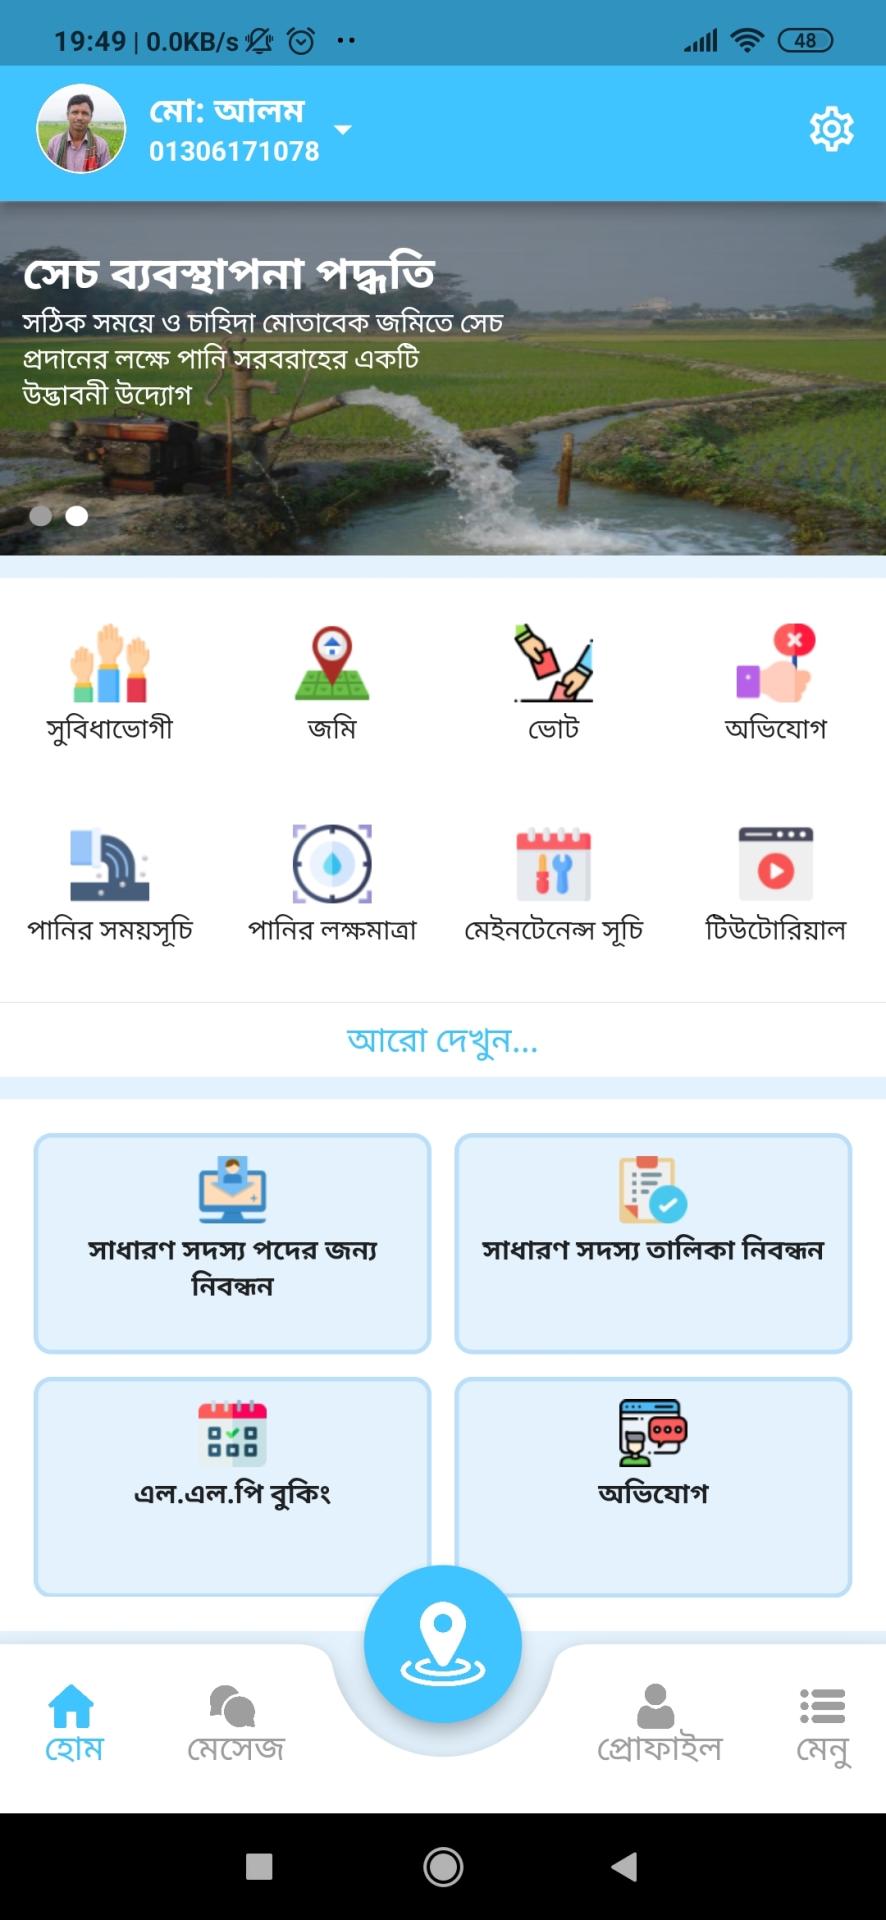 19:49 | 0.0KB/s
48
মো: আলম
01306171078
সেচ ব্যবস্থাপনা পদ্ধতি
সঠিক সময়ে ও চাহিদা মোতাবেক জমিতে সেচ
প্রদানের লক্ষে পানি সরবরাহের একটি
উদ্ভাবনী উদ্যোগ
সুবিধাভোগী
জমি
ভোট
অভিযোগ
পানির সময়সূচি
পানির লক্ষমাত্রা
মেইনটেনেন্স সূচি
টিউটোরিয়াল
আরো দেখুন...
সাধারণ সদস্য পদের জন্য
নিবন্ধন
সাধারণ সদস্য তালিকা নিবন্ধন
এল.এল.পি বুকিং
অভিযোগ
হোম
মেসেজ
প্রোফাইল
মেনু